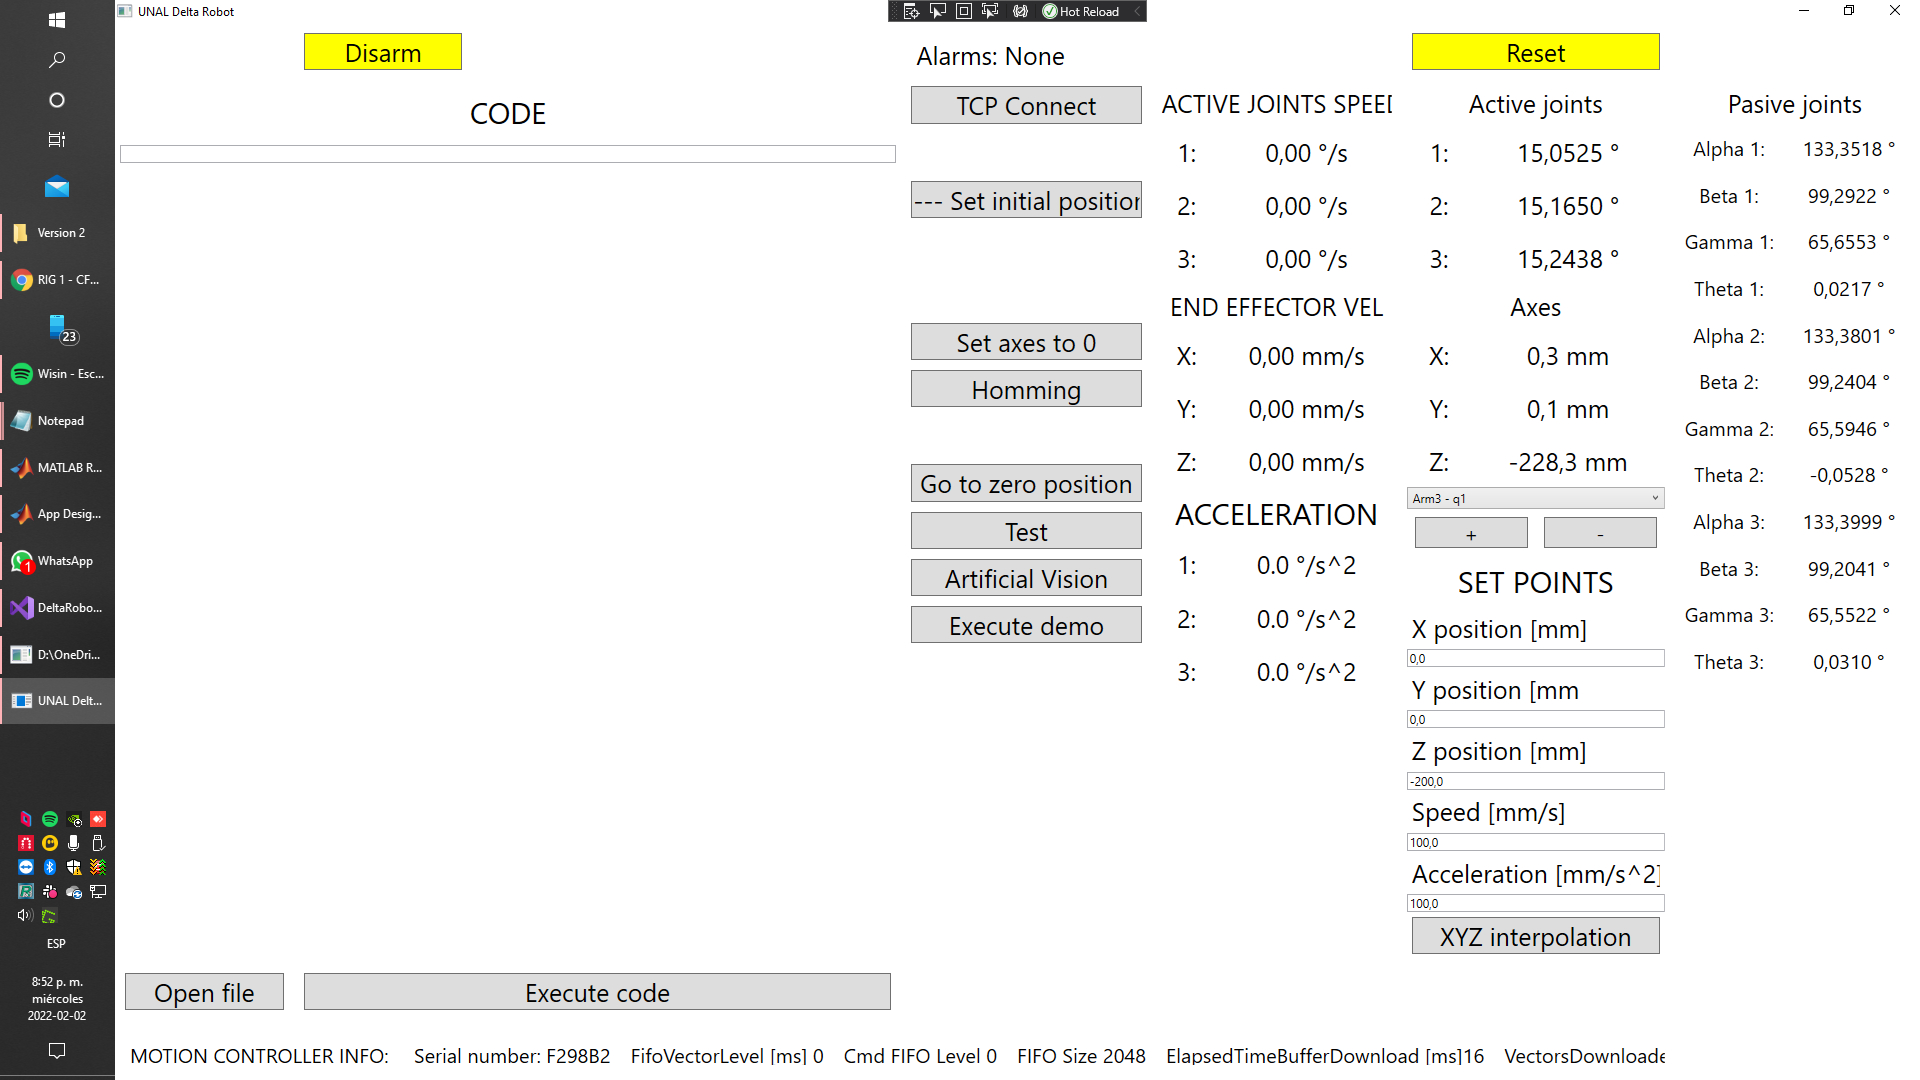 UNAL Delta Robot
Hot Reload
Disarm
Alarms: None
Reset
CODE
TCP Connect
--- Set initial position
Set axes to 0
Homming
Go to zero position
Test
Artificial Vision
Execute demo
ACTIVE JOINTS SPEED
1: 0,00 °/s
2: 0,00 °/s
3: 0,00 °/s
END EFFECTOR VEL
X: 0,00 mm/s
Y: 0,00 mm/s
Z: 0,00 mm/s
ACCELERATION
1: 0.0 °/s^2
2: 0.0 °/s^2
3: 0.0 °/s^2
Active joints
1: 15,0525 °
2: 15,1650 °
3: 15,2438 °
Axes
X: 0,3 mm
Y: 0,1 mm
Z: -228,3 mm
Arm3 - q1
+ -
SET POINTS
X position [mm]
0,0
Y position [mm
0,0
Z position [mm]
-200,0
Speed [mm/s]
100,0
Acceleration [mm/s^2]
100,0
XYZ interpolation
Pasive joints
Alpha 1: 133,3518 °
Beta 1: 99,2922 °
Gamma 1: 65,6553 °
Theta 1: 0,0217 °
Alpha 2: 133,3801 °
Beta 2: 99,2404 °
Gamma 2: 65,5946 °
Theta 2: -0,0528 °
Alpha 3: 133,3999 °
Beta 3: 99,2041 °
Gamma 3: 65,5522 °
Theta 3: 0,0310 °
Open file
Execute code
MOTION CONTROLLER INFO: Serial number: F298B2 FifoVectorLevel [ms] 0 Cmd FIFO Level 0 FIFO Size 2048 ElapsedTimeBufferDownload [ms]16 VectorsDownloade
Version 2
RIG 1 - CF...
23
Wisin - Esc...
Notepad
MATLAB R...
App Desig...
WhatsApp
1
DeltaRobo...
D:\OneDri...
UNAL Delt...
ESP
8:52 p. m.
miércoles
2022-02-02